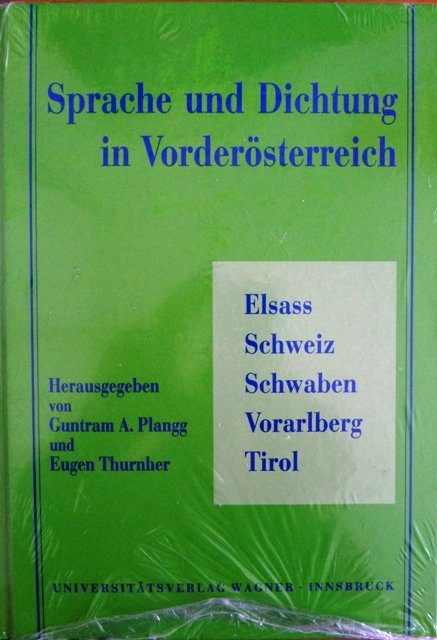 Sprache und Dichtung
in Vorderösterreich
Elsass
Schweiz
Schwaben
Vorarlberg
Tirol
Herausgegeben
von
Guntram A. Plangg
und
Eugen Thurnher
UNIVERSITÄTSVERLAG WAGNER · INNSBRUCK